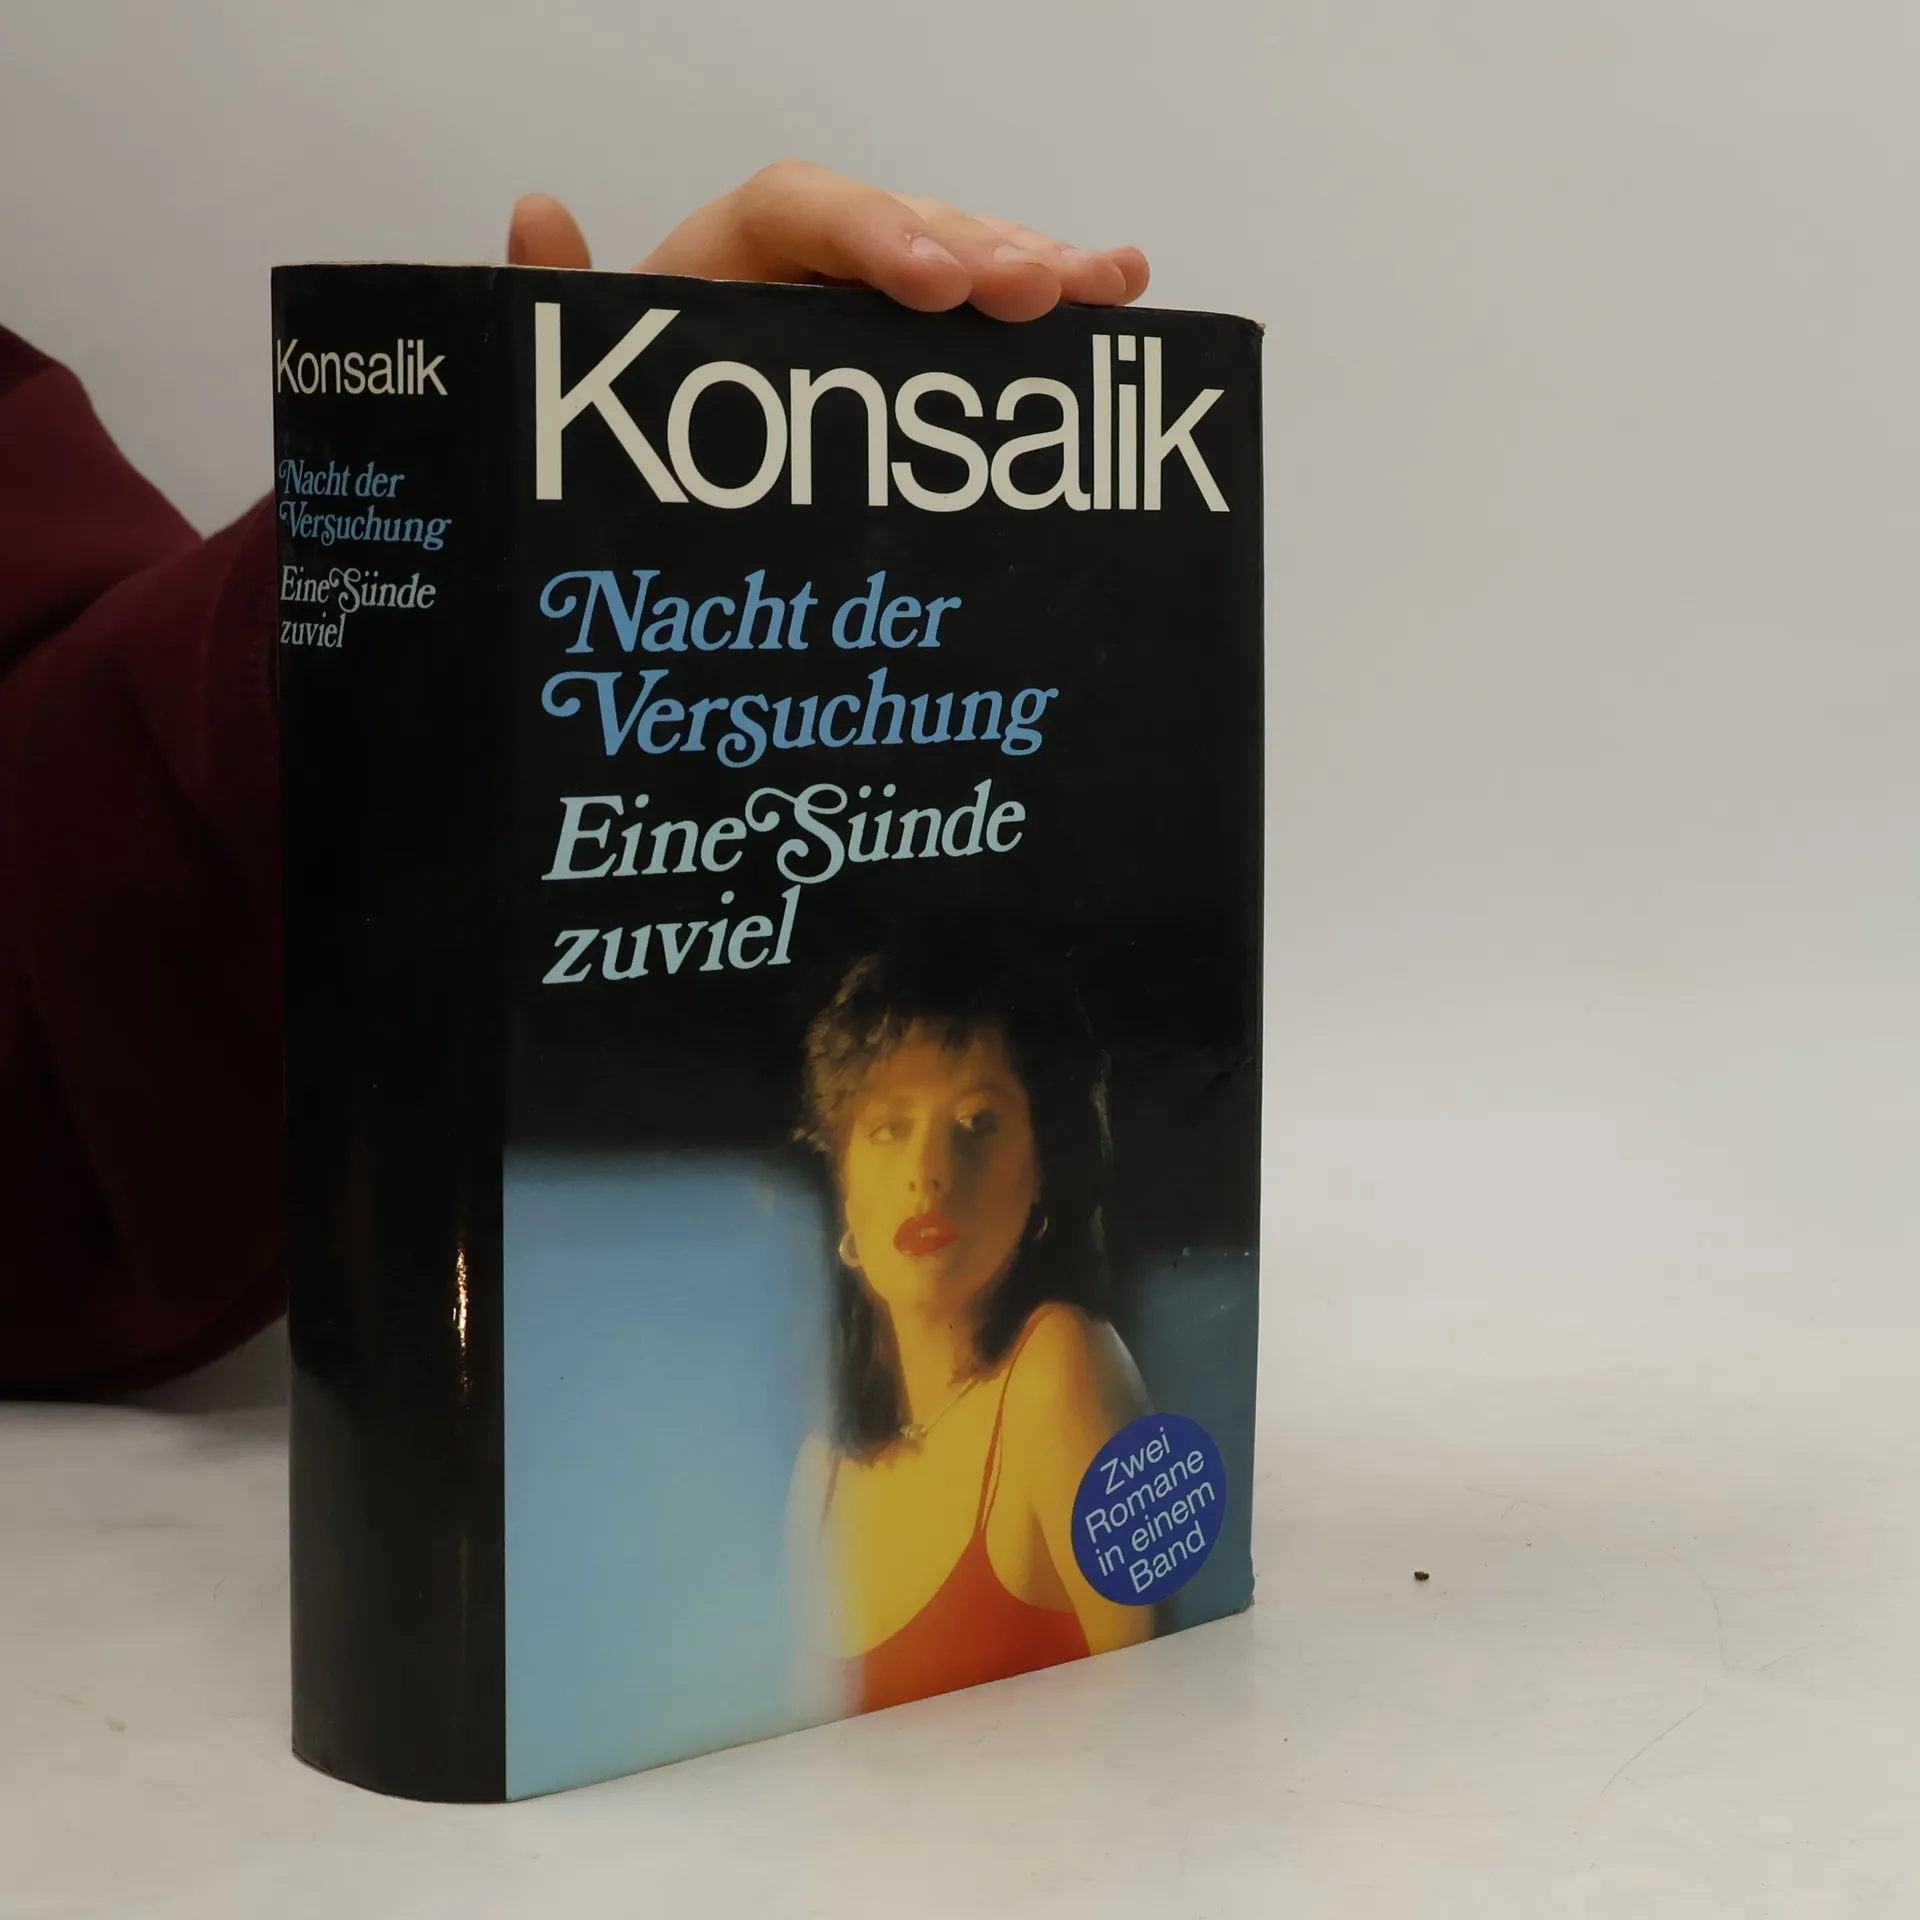 Konsalik
Nacht der
Versuchung
Eine Sünde
zuviel
Konsalik
Nacht der
Versuchung
Eine Sünde
zuviel
Zwei
Romane
in einem
Band